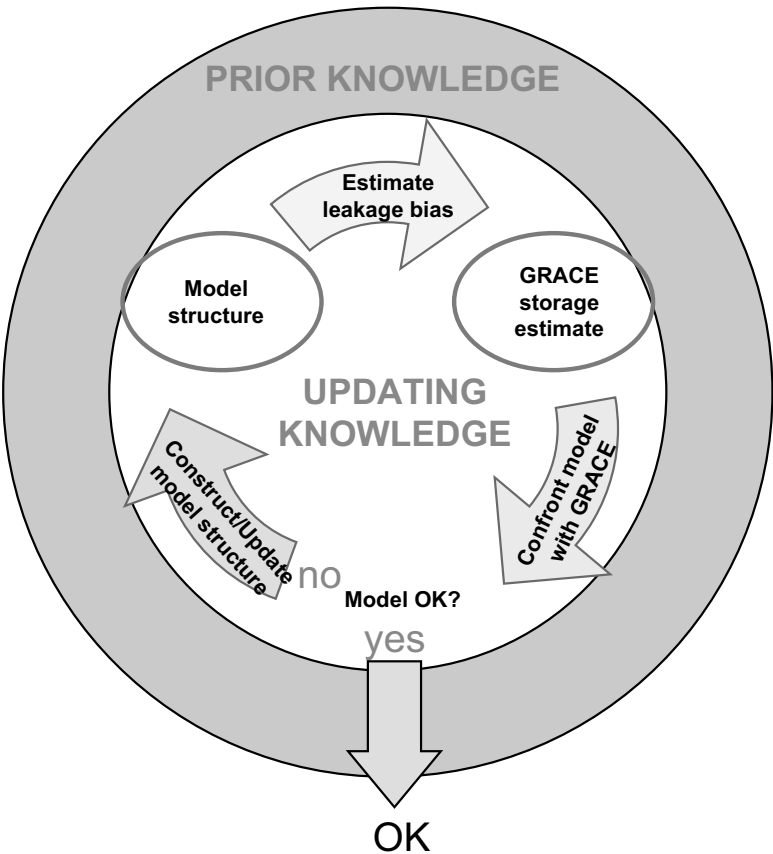 PRIOR KNOWLEDGE
Estimate
leakage bias
Model
structure
GRACE
storage
estimate
UPDATING
KNOWLEDGE
Confront model
with GRACE
Construct/Update
model structure
no
Model OK?
yes
OK